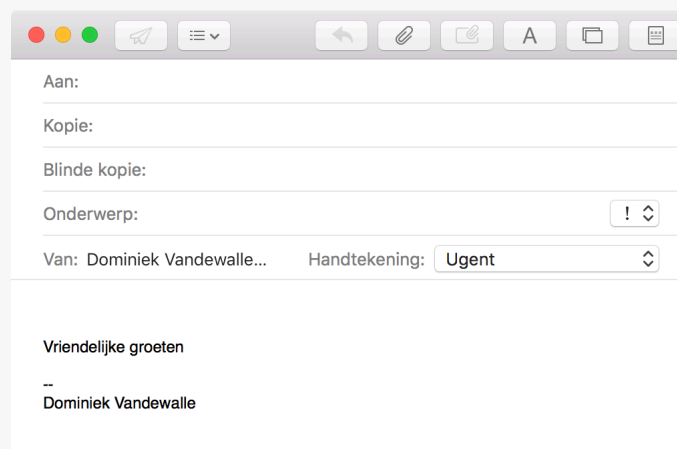 A
Aan:
Kopie:
Blinde kopie:
Onderwerp: !
Van: Dominiek Vandewalle... Handtekening: Ugent
Vriendelijke groeten
--
Dominiek Vandewalle